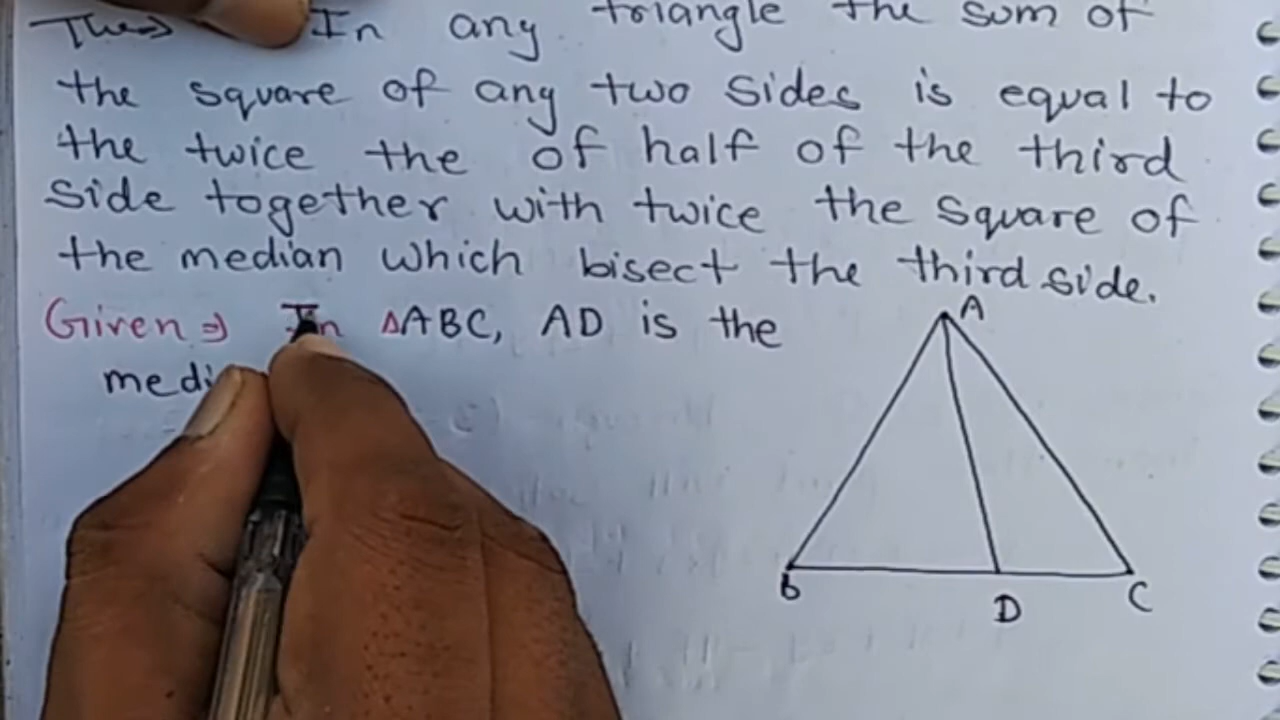 In any triangle the sum of
the square of any two sides is equal to
the twice the of half of the third
side together with twice the square of
the median which bisect the third side.
Given ⇒ In ΔABC, AD is the
medi
A
B
D
C